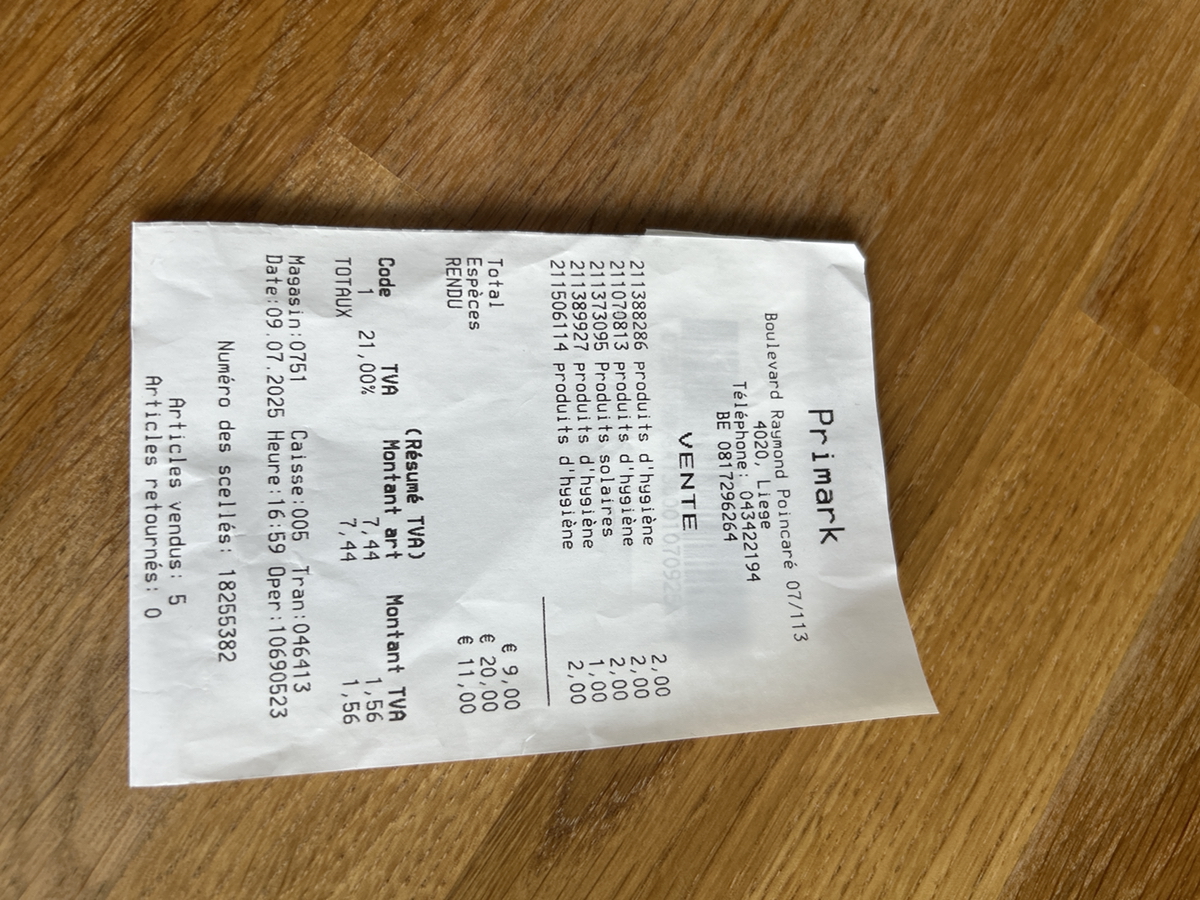 Primark
Boulevard Raymond Poincaré 07/113
4020, Liege
Téléphone: 043422194
BE 0817296264
VENTE
211388286 produits d'hygiène 2,00
211070813 produits d'hygiène 2,00
211373095 Produits solaires 2,00
211389927 produits d'hygiène 1,00
211506114 produits d'hygiène 2,00
Total € 9,00
Espèces € 20,00
RENDU € 11,00
(Résumé TVA)
Code TVA Montant art Montant TVA
1 21,00% 7,44 1,56
TOTAUX 7,44 1,56
Magasin:0751 Caisse:005 Tran:046413
Date:09.07.2025 Heure:16:59 Oper:10690523
Numéro des scellés: 18255382
Articles vendus: 5
Articles retournés: 0